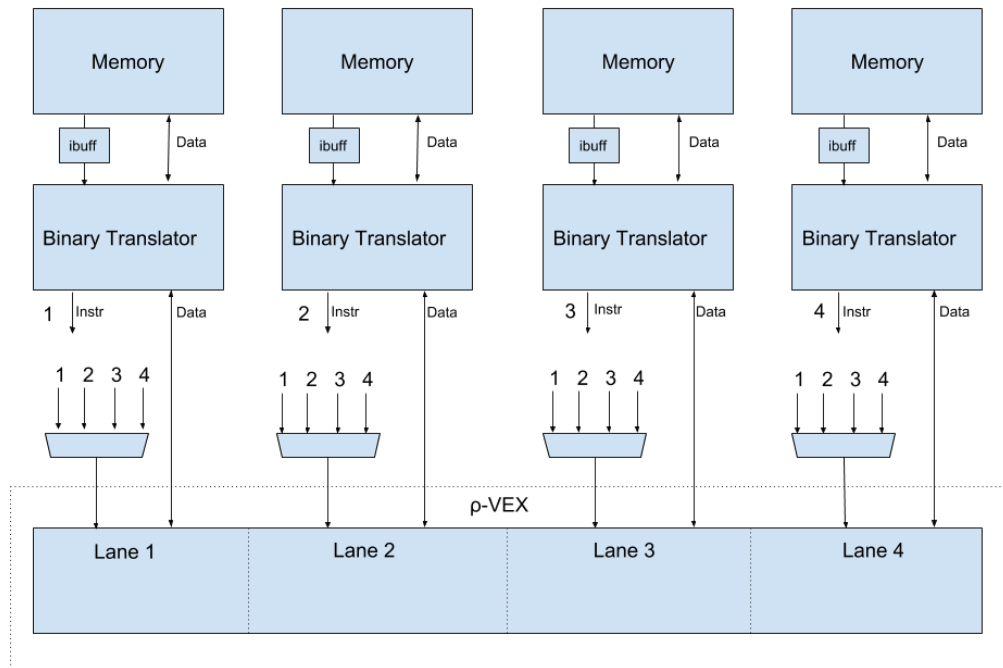 Memory Memory Memory Memory
ibuff Data ibuff Data ibuff Data ibuff Data
Binary Translator Binary Translator Binary Translator Binary Translator
1 Instr Data 2 Instr Data 3 Instr Data 4 Instr Data
1 2 3 4 1 2 3 4 1 2 3 4 1 2 3 4
ρ-VEX
Lane 1 Lane 2 Lane 3 Lane 4